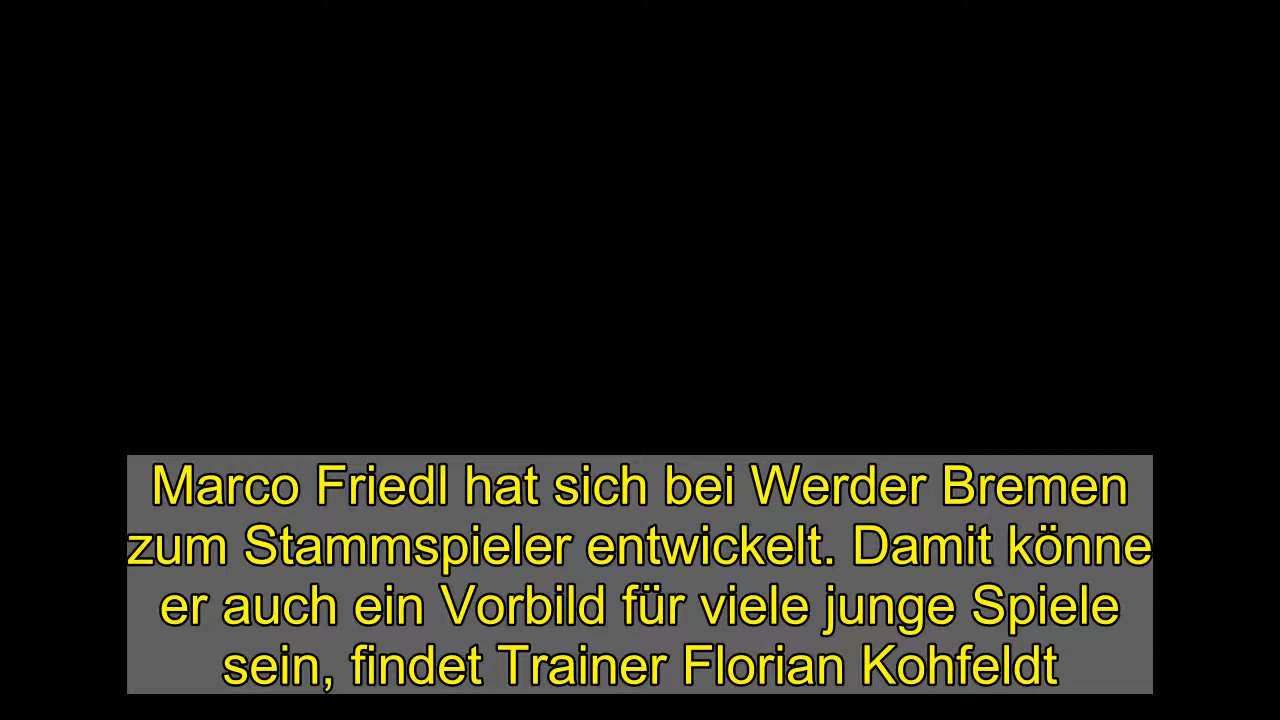 Marco Friedl hat sich bei Werder Bremen
zum Stammspieler entwickelt. Damit könne
er auch ein Vorbild für viele junge Spiele
sein, findet Trainer Florian Kohfeldt